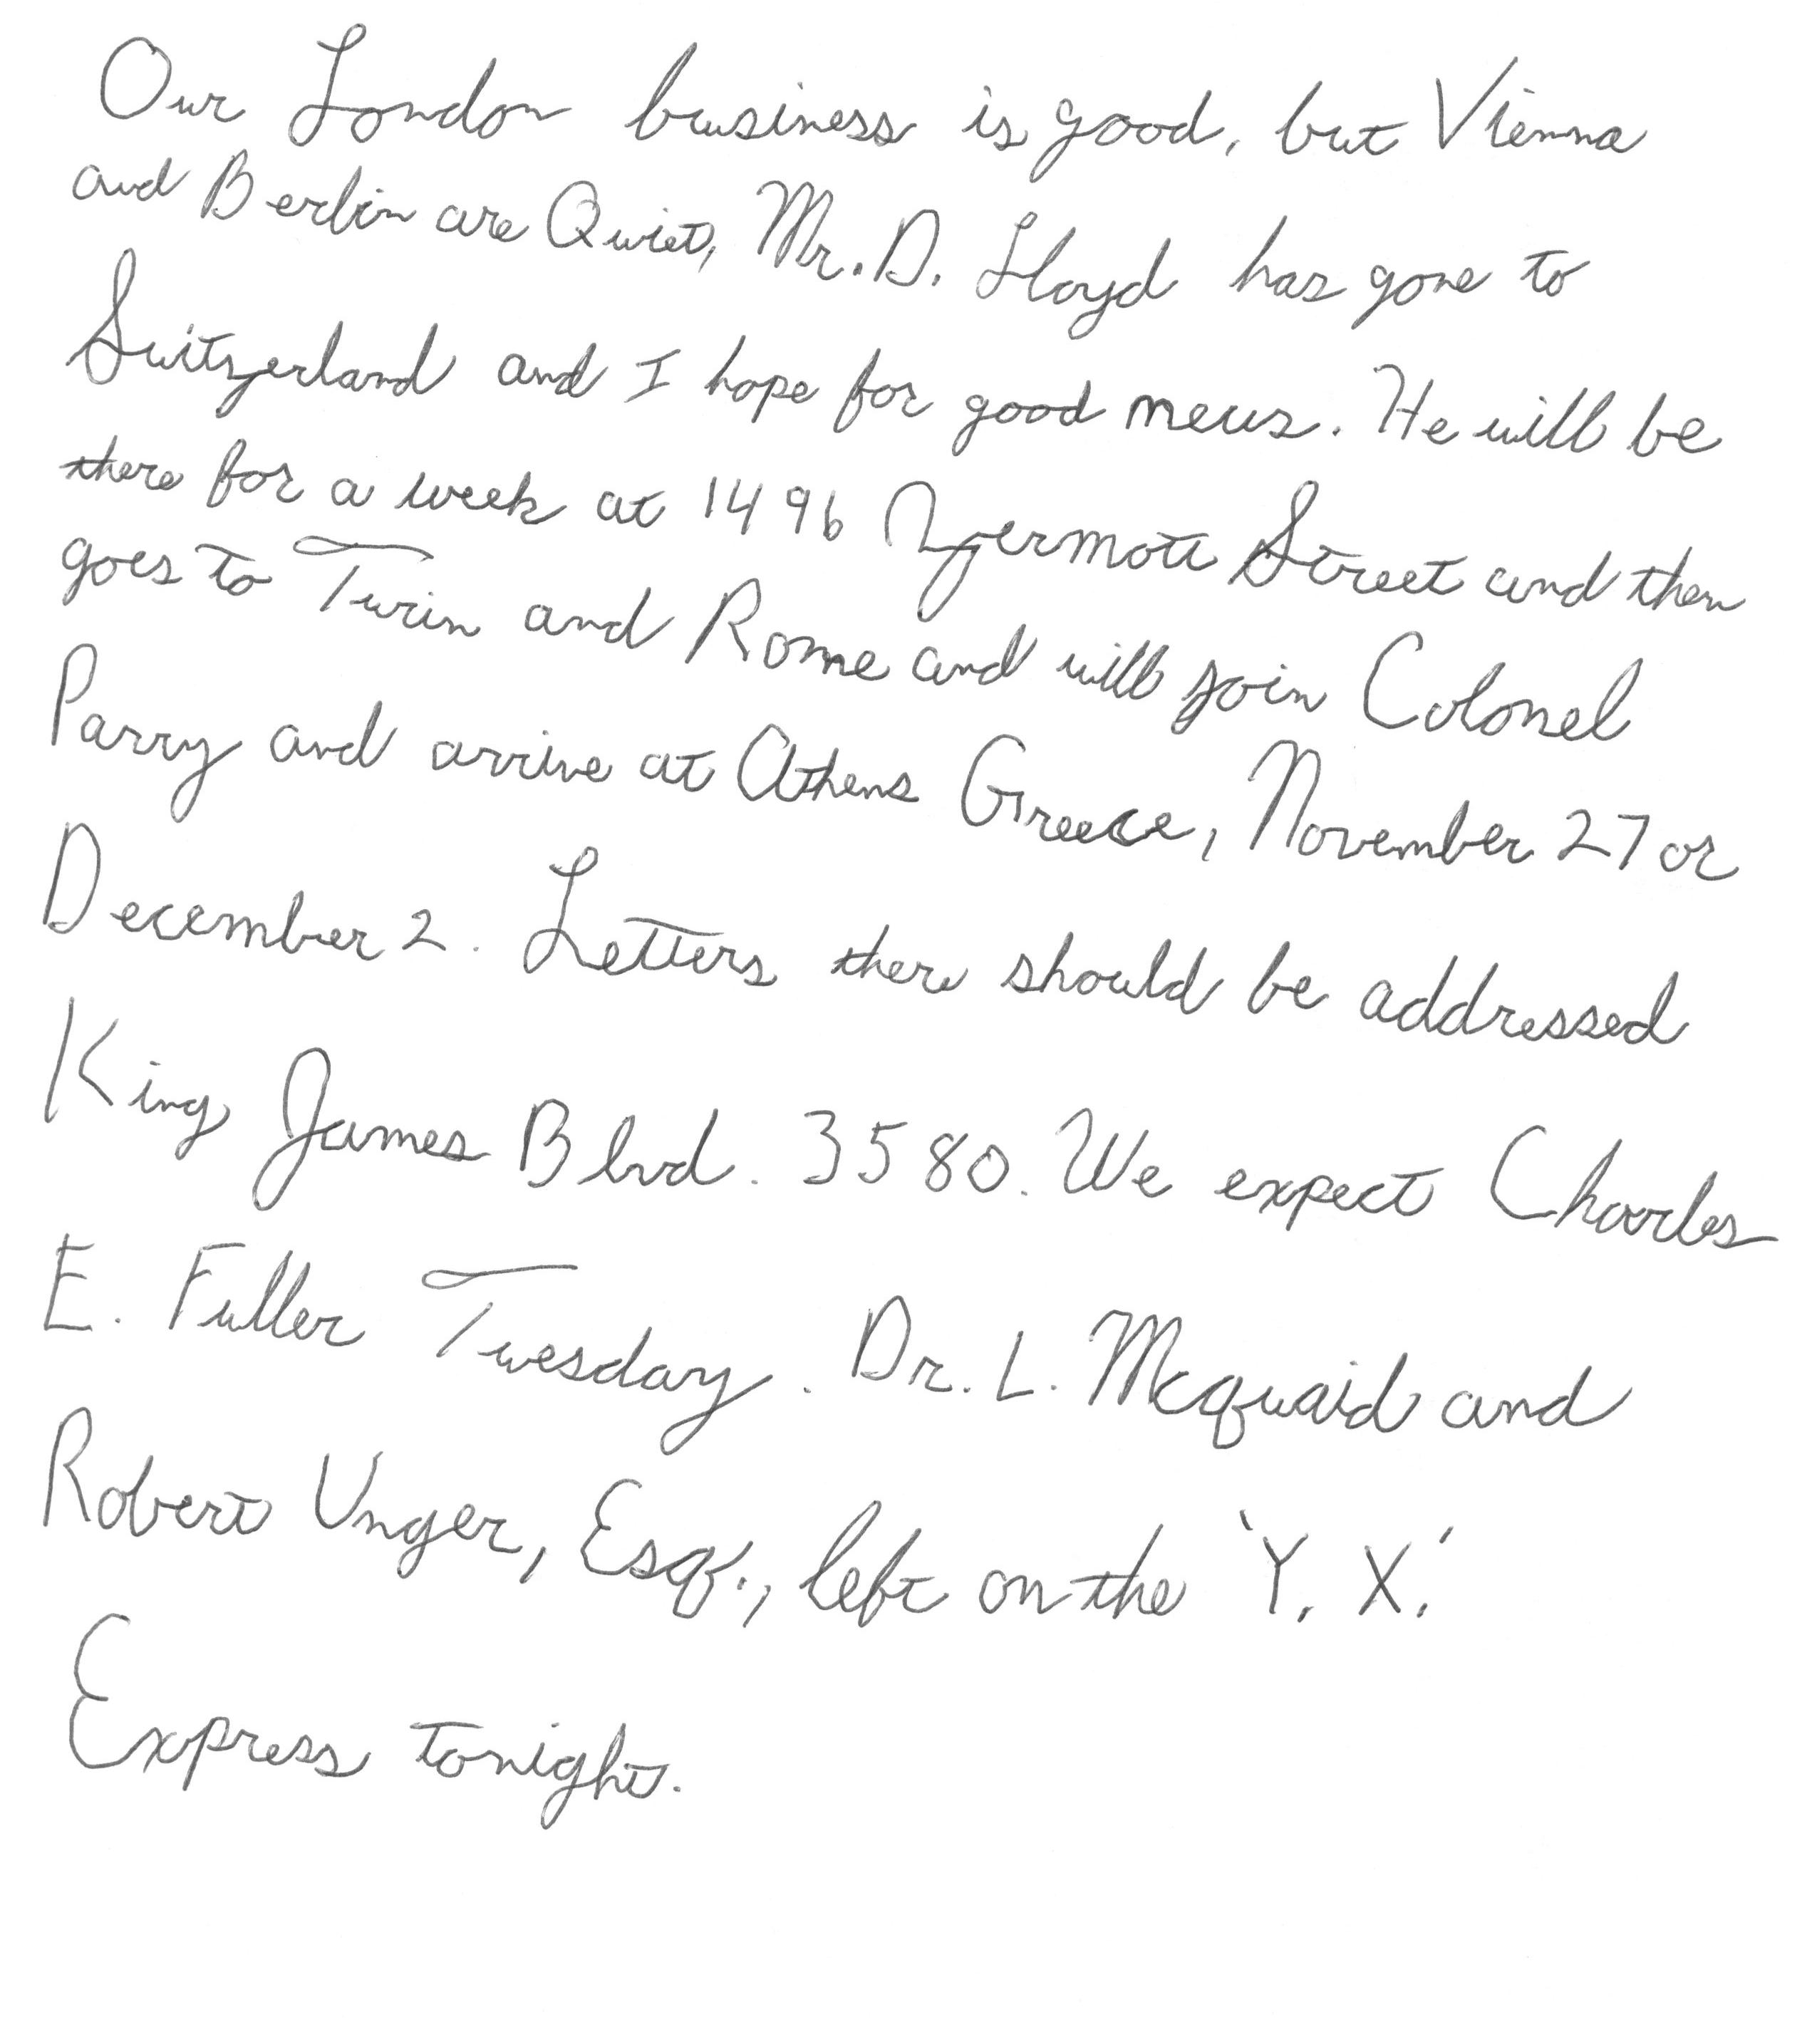 Our London business is good, but Vienna
and Berlin are Quiet, Mr. D. Lloyd has gone to
Switzerland and I hope for good news. He will be
there for a week at 1496 Zermott Street and then
goes to Turin and Rome and will join Colonel
Parry and arrive at Athens Greece, November 27 or
December 2. Letters there should be addressed
King James Blvd. 3580. We expect Charles
E. Fuller Tuesday. Dr. L. Mcquaid and
Robert Unger, Esq'., left on the 'Y. X.'
Express tonight.